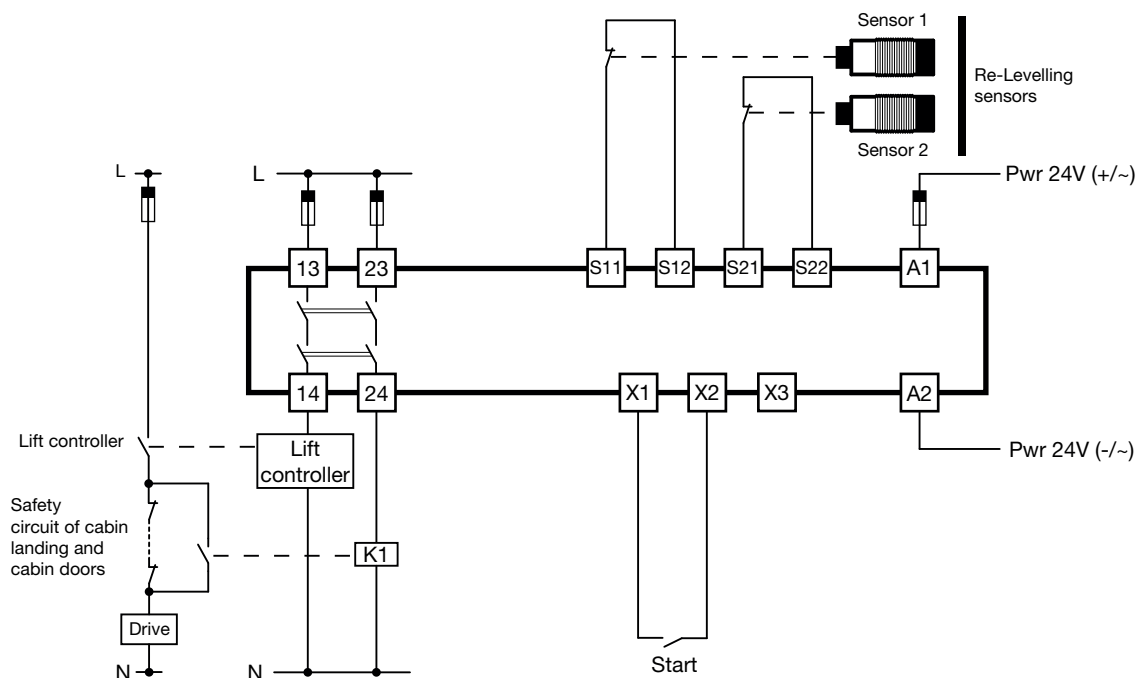 Sensor 1
Re-Levelling
sensors
Sensor 2
L
L
Pwr 24V (+/~)
13
23
S11
S12
S21
S22
A1
14
24
X1
X2
X3
A2
Lift controller
Lift
controller
Pwr 24V (-/~)
Safety
circuit of cabin
landing and
cabin doors
K1
Drive
Start
N
N